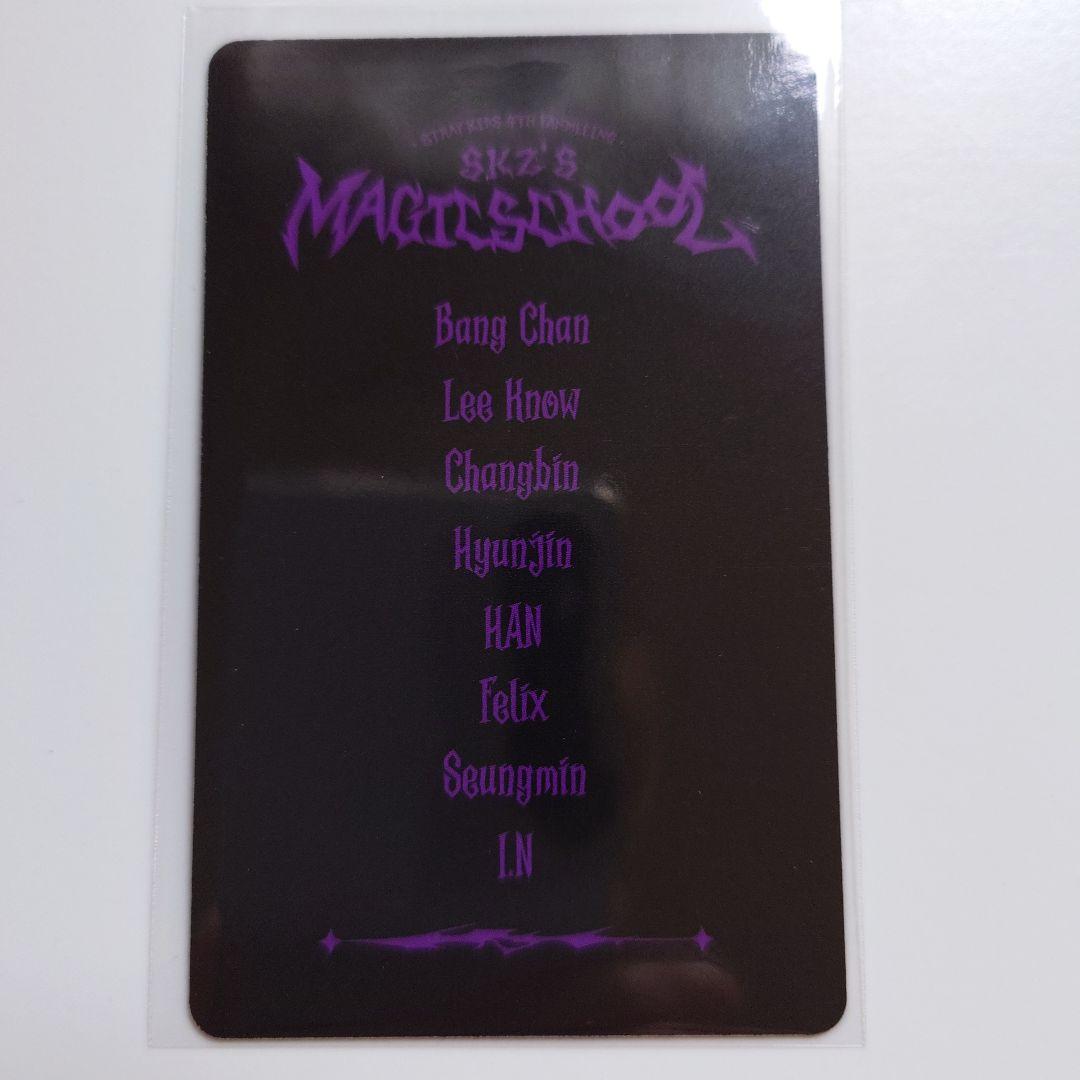 STRAY KIDS 4TH FANMEETING
SKZ'S
MAGIC SCHOOL
Bang Chan
Lee Know
Changbin
Hyunjin
HAN
Felix
Seungmin
I.N